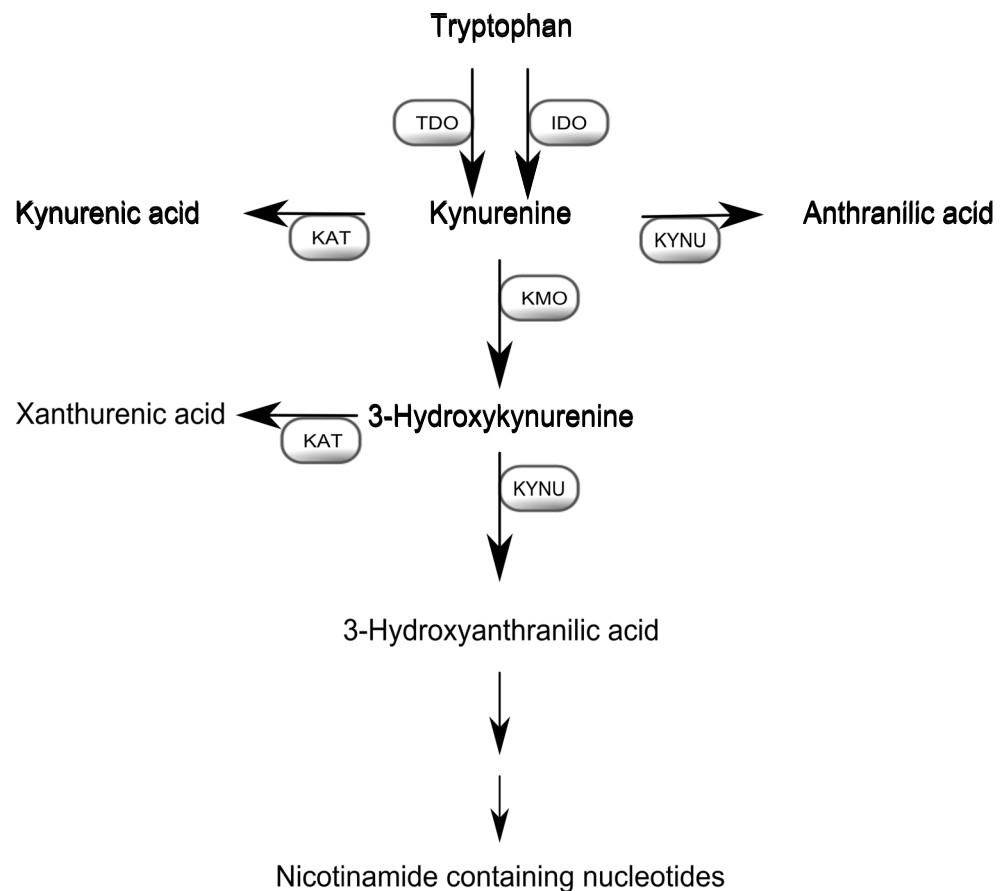 Tryptophan
TDO
IDO
Kynurenic acid
Kynurenine
Anthranilic acid
KAT
KYNU
KMO
Xanthurenic acid
3-Hydroxykynurenine
KAT
KYNU
3-Hydroxyanthranilic acid
Nicotinamide containing nucleotides